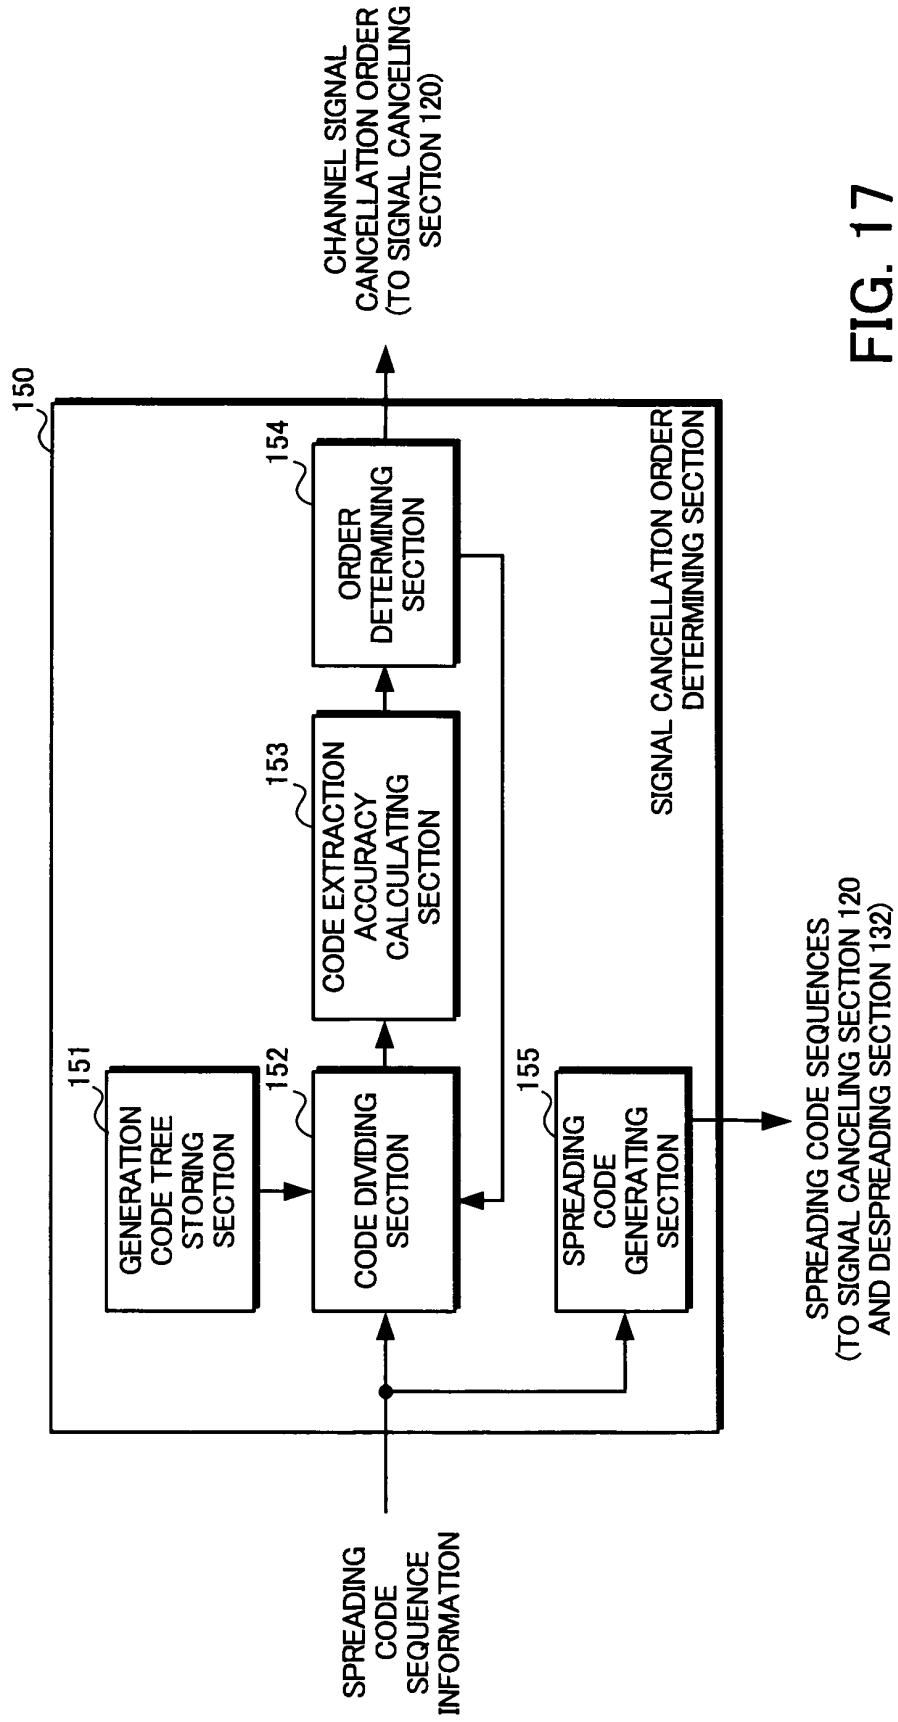 150
SIGNAL CANCELLATION ORDER
DETERMINING SECTION
151
GENERATION
CODE TREE
STORING
SECTION
SPREADING
CODE
SEQUENCE
INFORMATION
152
CODE DIVIDING
SECTION
153
CODE EXTRACTION
ACCURACY
CALCULATING
SECTION
154
ORDER
DETERMINING
SECTION
CHANNEL SIGNAL
CANCELLATION ORDER
(TO SIGNAL CANCELING
SECTION 120)
155
SPREADING
CODE
GENERATING
SECTION
SPREADING CODE SEQUENCES
(TO SIGNAL CANCELING SECTION 120
AND DESPREADING SECTION 132)
FIG. 17